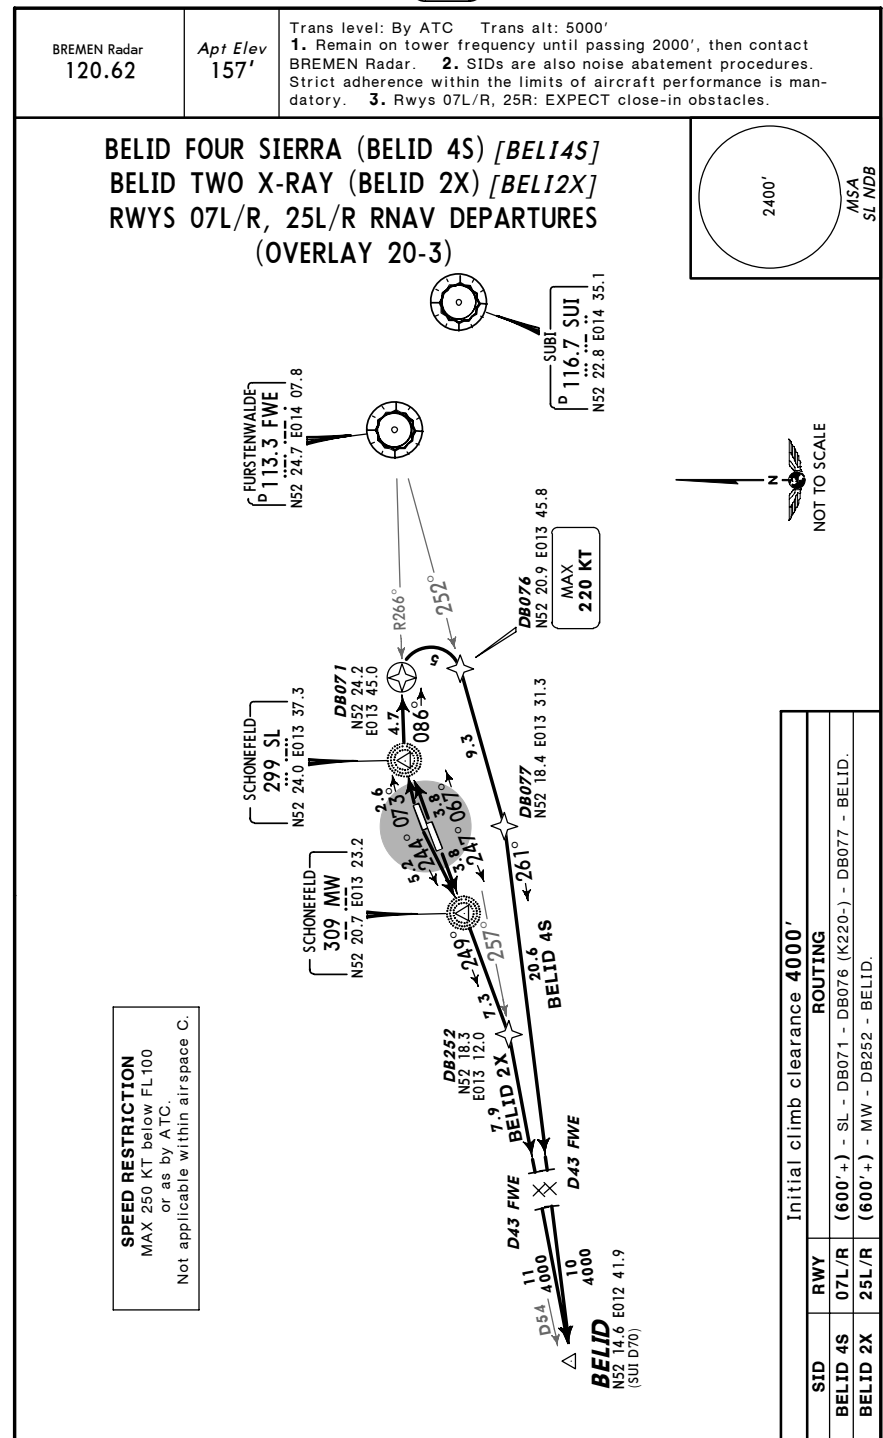 BREMEN Radar
120.62
Apt Elev
157'
Trans level: By ATC Trans alt: 5000'
1. Remain on tower frequency until passing 2000', then contact
BREMEN Radar. 2. SIDs are also noise abatement procedures.
Strict adherence within the limits of aircraft performance is man-
datory. 3. Rwys 07L/R, 25R: EXPECT close-in obstacles.
BELID FOUR SIERRA (BELID 4S) [BELI4S]
BELID TWO X-RAY (BELID 2X) [BELI2X]
RWYS 07L/R, 25L/R RNAV DEPARTURES
(OVERLAY 20-3)
2400'
MSA
SL NDB
SUBI
D 116.7 SUI
N52 22.8 E014 35.1
FURSTENWALDE
D 113.3 FWE
N52 24.7 E014 07.8
N
NOT TO SCALE
R266°
252°
DB076
N52 20.9 E013 45.8
MAX
220 KT
5
DB071
N52 24.2
E013 45.0
4.7
086°
SCHONEFELD
299 SL
N52 24.0 E013 37.3
9.3
DB077
N52 18.4 E013 31.3
2.6
073°
3.8
067°
5.2
244°
3.8
247°
261°
SCHONEFELD
309 MW
N52 20.7 E013 23.2
249°
257°
7.3
20.6
BELID 4S
DB252
N52 18.3
E013 12.0
7.9
BELID 2X
D43 FWE
D43 FWE
11
4000
10
4000
D54
BELID
N52 14.6 E012 41.9
(SUI D70)
SPEED RESTRICTION
MAX 250 KT below FL100
or as by ATC.
Not applicable within airspace C.
Initial climb clearance 4000'
SID RWY ROUTING
BELID 4S 07L/R (600'+) - SL - DB071 - DB076 (K220-) - DB077 - BELID.
BELID 2X 25L/R (600'+) - MW - DB252 - BELID.